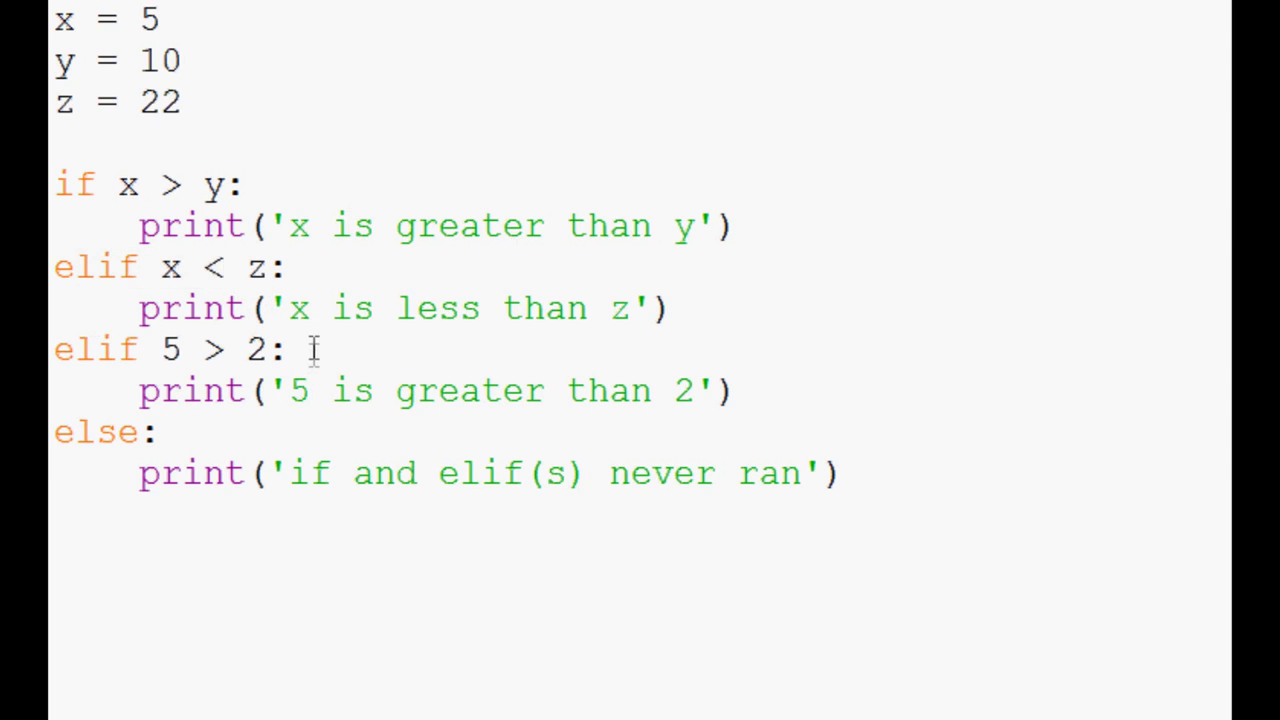 x = 5
y = 10
z = 22
if x > y:
    print('x is greater than y')
elif x < z:
    print('x is less than z')
elif 5 > 2:
    print('5 is greater than 2')
else:
    print('if and elif(s) never ran')